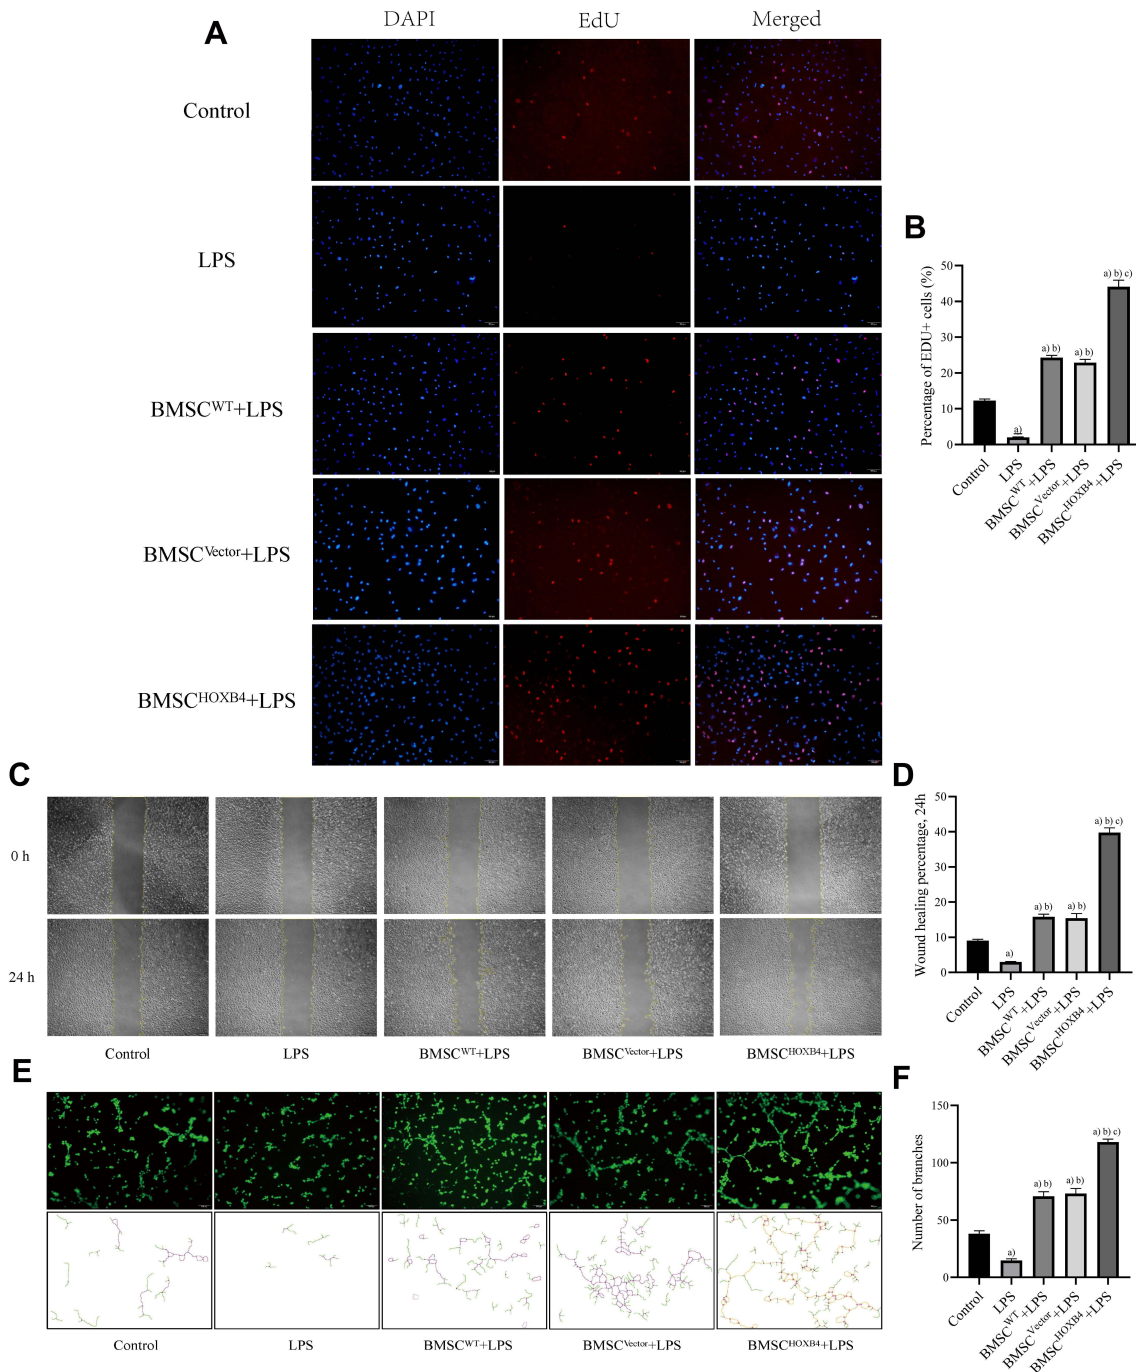 A
DAPI EdU Merged
Control
LPS
BMSCWT+LPS
BMSCVector+LPS
BMSCHOXB4+LPS
B
Percentage of EDU+ cells (%)
50
40
30
20
10
0
a)
a) b)
a) b)
a) b) c)
Control
LPS
BMSCWT+LPS
BMSCVector+LPS
BMSCHOXB4+LPS
C
0 h
24 h
Control LPS BMSCWT+LPS BMSCVector+LPS BMSCHOXB4+LPS
D
Wound healing percentage, 24h
50
40
30
20
10
0
a)
a) b)
a) b)
a) b) c)
Control
LPS
BMSCWT+LPS
BMSCVector+LPS
BMSCHOXB4+LPS
E
Control LPS BMSCWT+LPS BMSCVector+LPS BMSCHOXB4+LPS
F
Number of branches
150
100
50
0
a)
a) b)
a) b)
a) b) c)
Control
LPS
BMSCWT+LPS
BMSCVector+LPS
BMSCHOXB4+LPS